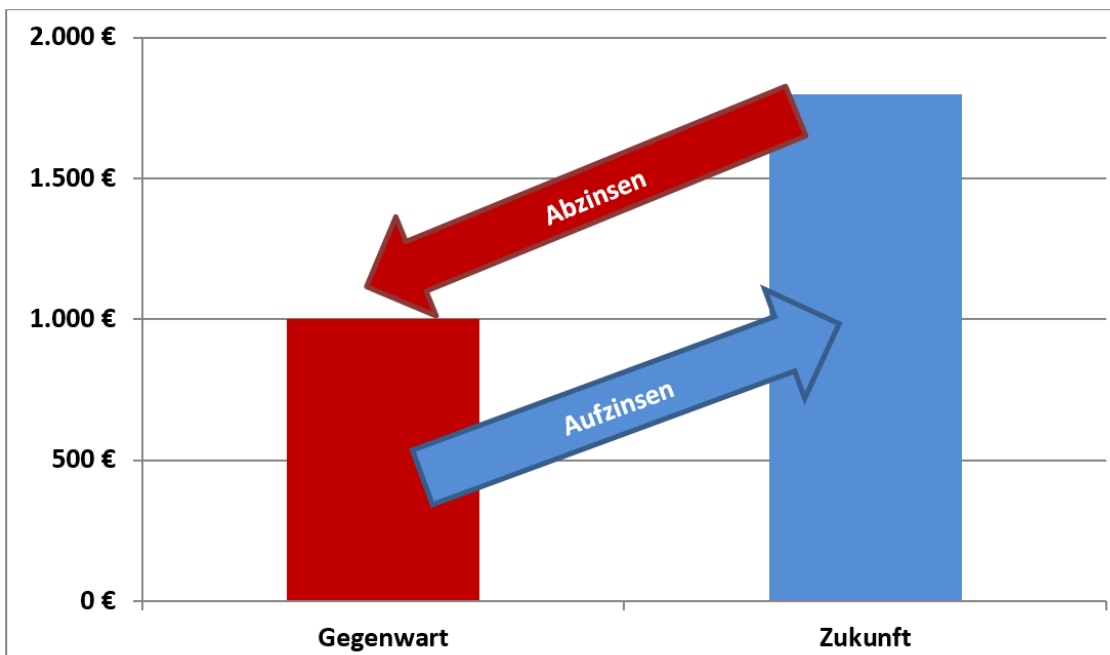 2.000 €
1.500 €
1.000 €
500 €
0 €
Abzinsen
Aufzinsen
Gegenwart
Zukunft